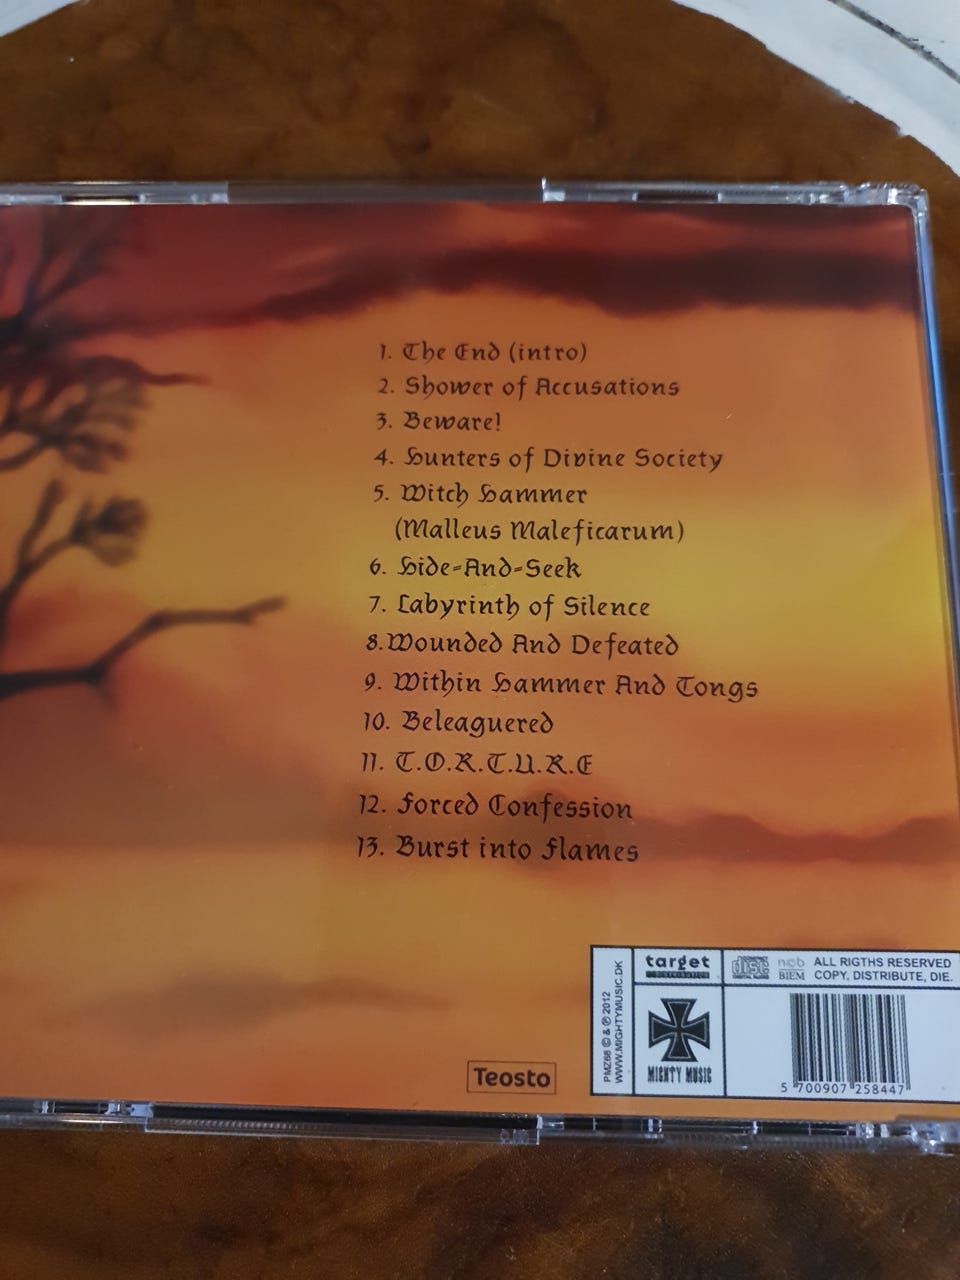 1. The End (intro)
2. Shower of Accusations
3. Beware!
4. Hunters of Divine Society
5. Witch Hammer
(Malleus Maleficarum)
6. Hide-And-Seek
7. Labyrinth of Silence
8.Wounded And Defeated
9. Within Hammer And Tongs
10. Beleaguered
11. T.O.R.T.U.R.E
12. Forced Confession
13. Burst into Flames
Teosto
PMZ68 © & ℗ 2012
WWW.MIGHTYMUSIC.DK
target
DISTRIBUTION
MIGHTY MUSIC
disc
ncb
BIEM
ALL RIGTHS RESERVED
COPY, DISTRIBUTE, DIE.
5 700907 258447